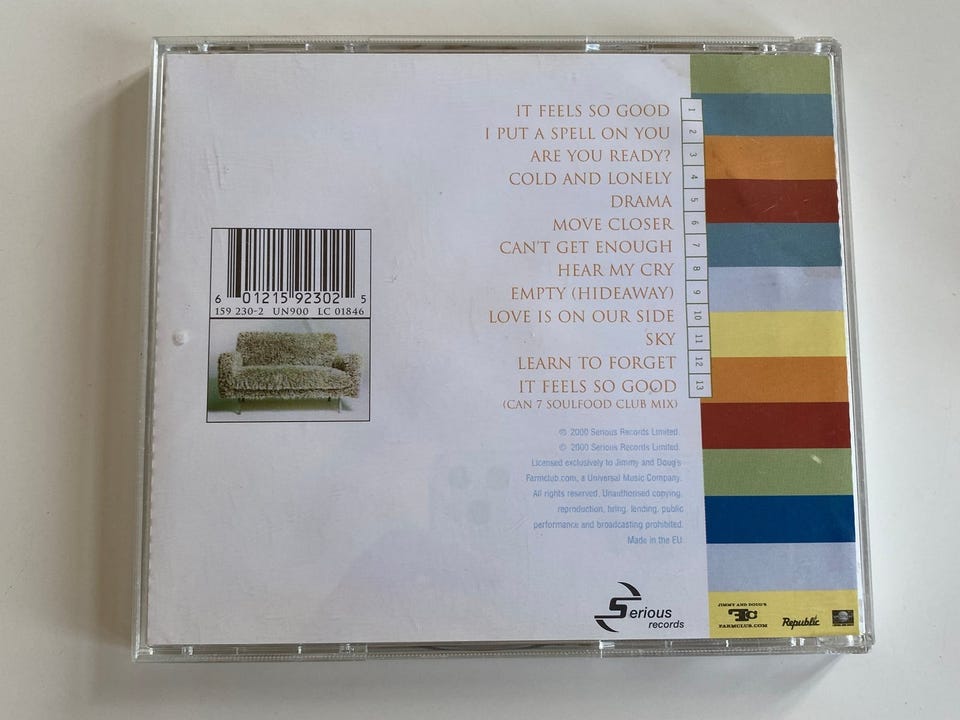 IT FEELS SO GOOD 1
I PUT A SPELL ON YOU 2
ARE YOU READY? 3
COLD AND LONELY 4
DRAMA 5
MOVE CLOSER 6
CAN'T GET ENOUGH 7
HEAR MY CRY 8
EMPTY (HIDEAWAY) 9
LOVE IS ON OUR SIDE 10
SKY 11
LEARN TO FORGET 12
IT FEELS SO GOOD 13
(CAN 7 SOULFOOD CLUB MIX)
6 01215 92302 5
159 230-2 UN900 LC 01846
℗ 2000 Serious Records Limited.
© 2000 Serious Records Limited.
Licensed exclusively to Jimmy and Doug's
Farmclub.com, a Universal Music Company.
All rights reserved. Unauthorised copying,
reproduction, hiring, lending, public
performance and broadcasting prohibited.
Made in the EU
Serious
records
JIMMY AND DOUG'S
FC
FARMCLUB.COM
Republic